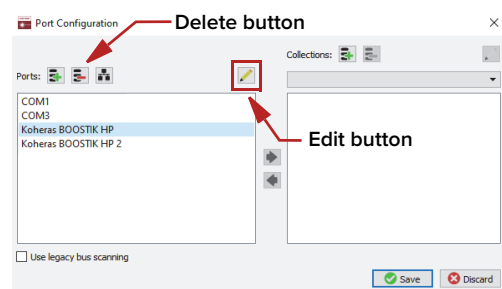 Port Configuration
Delete button
Collections:
Ports:
COM1
COM3
Koheras BOOSTIK HP
Koheras BOOSTIK HP 2
Edit button
Use legacy bus scanning
Save
Discard